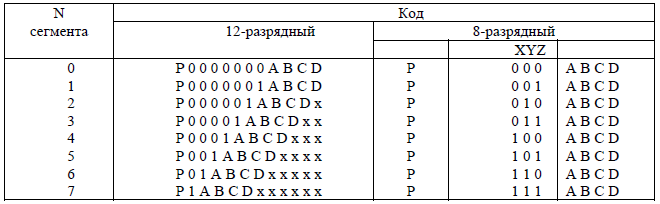 N сегмента Код
12-разрядный 8-разрядный
XYZ
0 P 0 0 0 0 0 0 0 A B C D P 0 0 0 A B C D
1 P 0 0 0 0 0 0 1 A B C D P 0 0 1 A B C D
2 P 0 0 0 0 0 1 A B C D x P 0 1 0 A B C D
3 P 0 0 0 0 1 A B C D x x P 0 1 1 A B C D
4 P 0 0 0 1 A B C D x x x P 1 0 0 A B C D
5 P 0 0 1 A B C D x x x x P 1 0 1 A B C D
6 P 0 1 A B C D x x x x x P 1 1 0 A B C D
7 P 1 A B C D x x x x x x P 1 1 1 A B C D